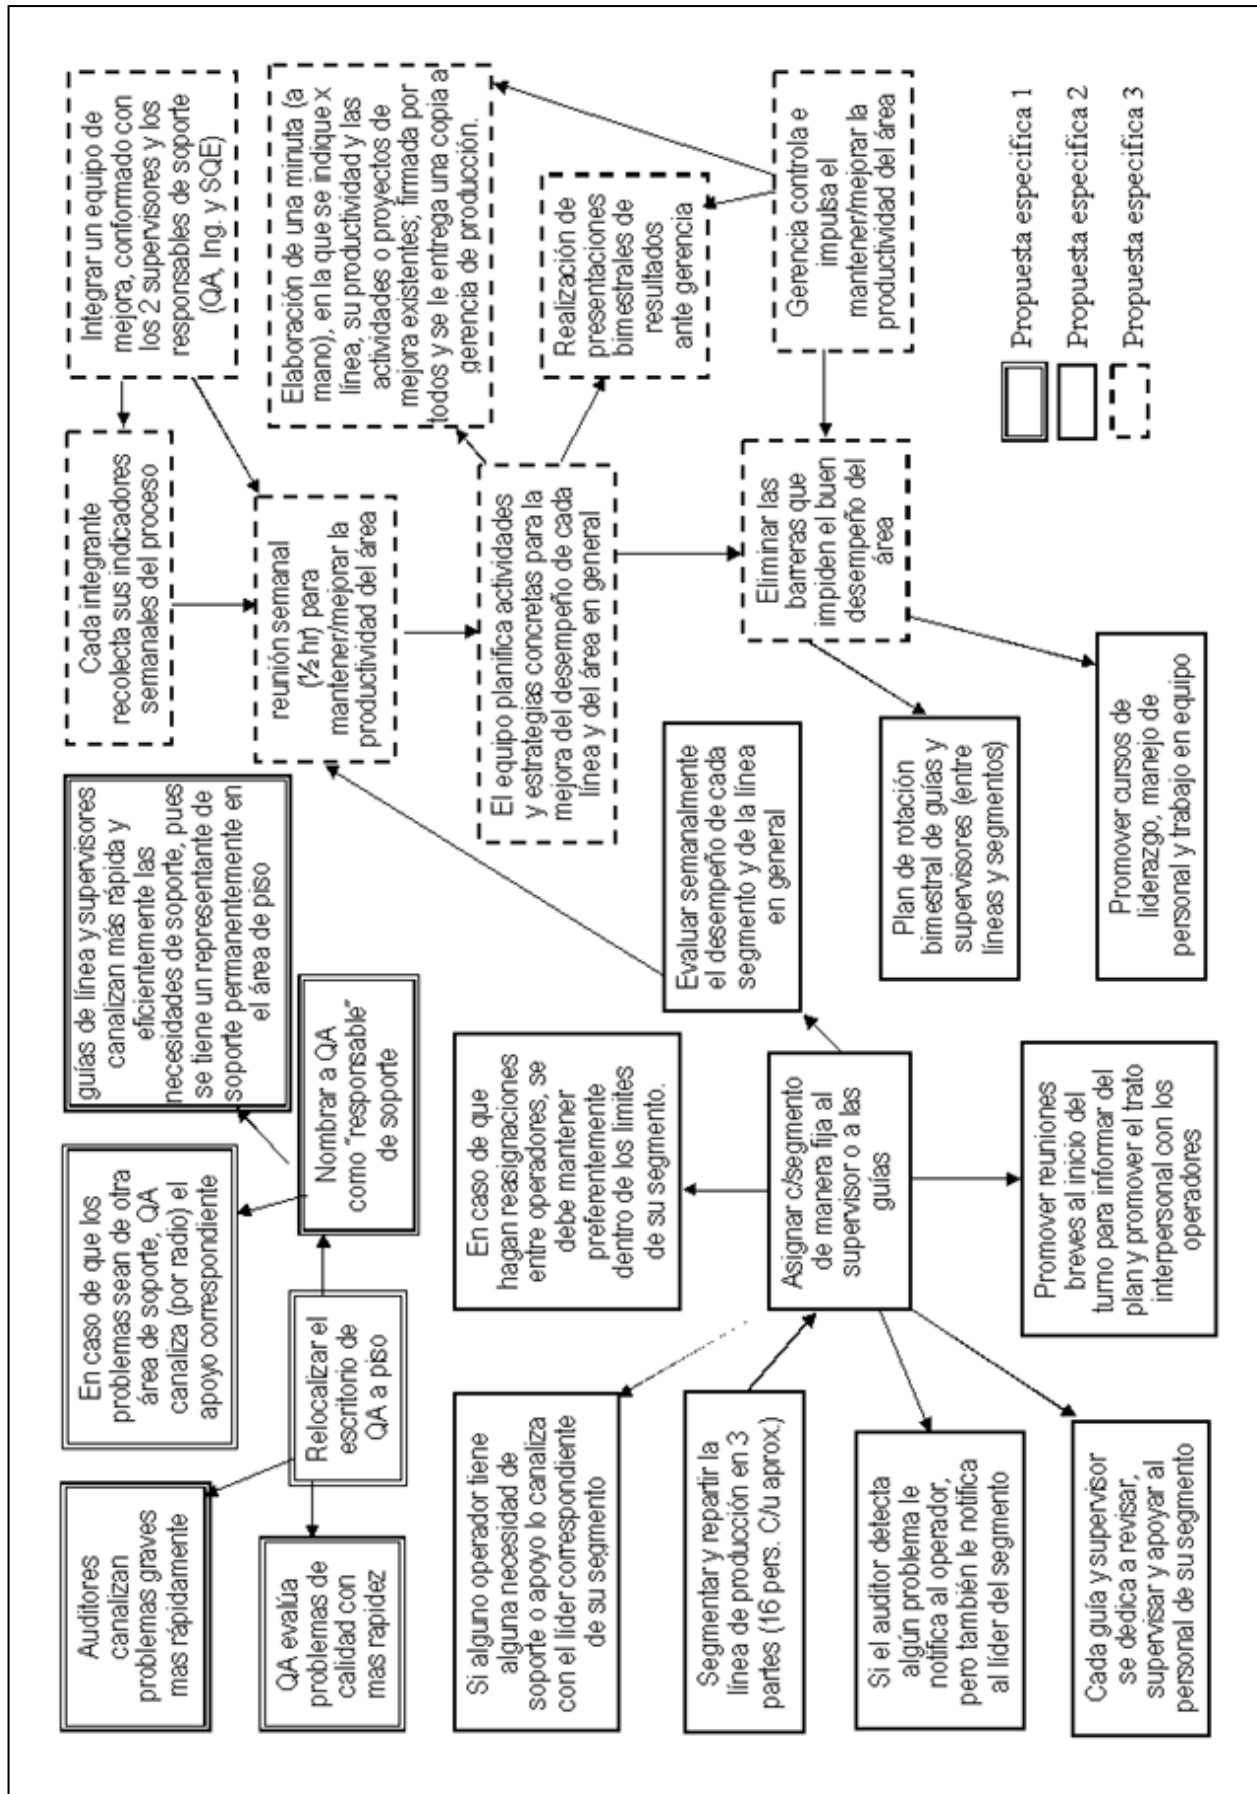 Auditores
canalizan
problemas graves
mas rápidamente
En caso de que los
problemas sean de otra
área de soporte, QA
canaliza (por radio) el
apoyo correspondiente
guías de línea y supervisores
canalizan más rápida y
eficientemente las
necesidades de soporte, pues
se tiene un representante de
soporte permanentemente en
el área de piso
Cada integrante
recolecta sus indicadores
semanales del proceso
Integrar un equipo de
mejora, conformado con
los 2 supervisores y los
responsables de soporte
(QA, Ing. y SQE)
QA evalúa
problemas de
calidad con
mas rapidez
Relocalizar el
escritorio de
QA a piso
Nombrar a QA
como "responsable"
de soporte
reunión semanal
(½ hr) para
mantener/mejorar la
productividad del área
Elaboración de una minuta (a
mano), en la que se indique x
línea, su productividad y las
actividades o proyectos de
mejora existentes; firmada por
todos y se le entrega una copia a
gerencia de producción.
Si alguno operador tiene
alguna necesidad de
soporte o apoyo lo canaliza
con el líder correspondiente
de su segmento
En caso de que
hagan reasignaciones
entre operadores, se
debe mantener
preferentemente
dentro de los limites
de su segmento.
El equipo planifica actividades
y estrategias concretas para la
mejora del desempeño de cada
línea y del área en general
Realización de
presentaciones
bimestrales de
resultados
ante gerencia
Segmentar y repartir la
línea de producción en 3
partes (16 pers. C/u aprox.)
Asignar c/segmento
de manera fija al
supervisor o a las
guías
Evaluar semanalmente
el desempeño de cada
segmento y de la línea
en general
Eliminar las
barreras que
impiden el buen
desempeño del
área
Gerencia controla e
impulsa el
mantener/mejorar la
productividad del área
Si el auditor detecta
algún problema le
notifica al operador,
pero también le notifica
al líder del segmento
Plan de rotación
bimestral de guías y
supervisores (entre
líneas y segmentos)
Cada guía y supervisor
se dedica a revisar,
supervisar y apoyar al
personal de su segmento
Promover reuniones
breves al inicio del
turno para informar del
plan y promover el trato
interpersonal con los
operadores
Promover cursos de
liderazgo, manejo de
personal y trabajo en equipo
Propuesta especifica 1
Propuesta especifica 2
Propuesta especifica 3